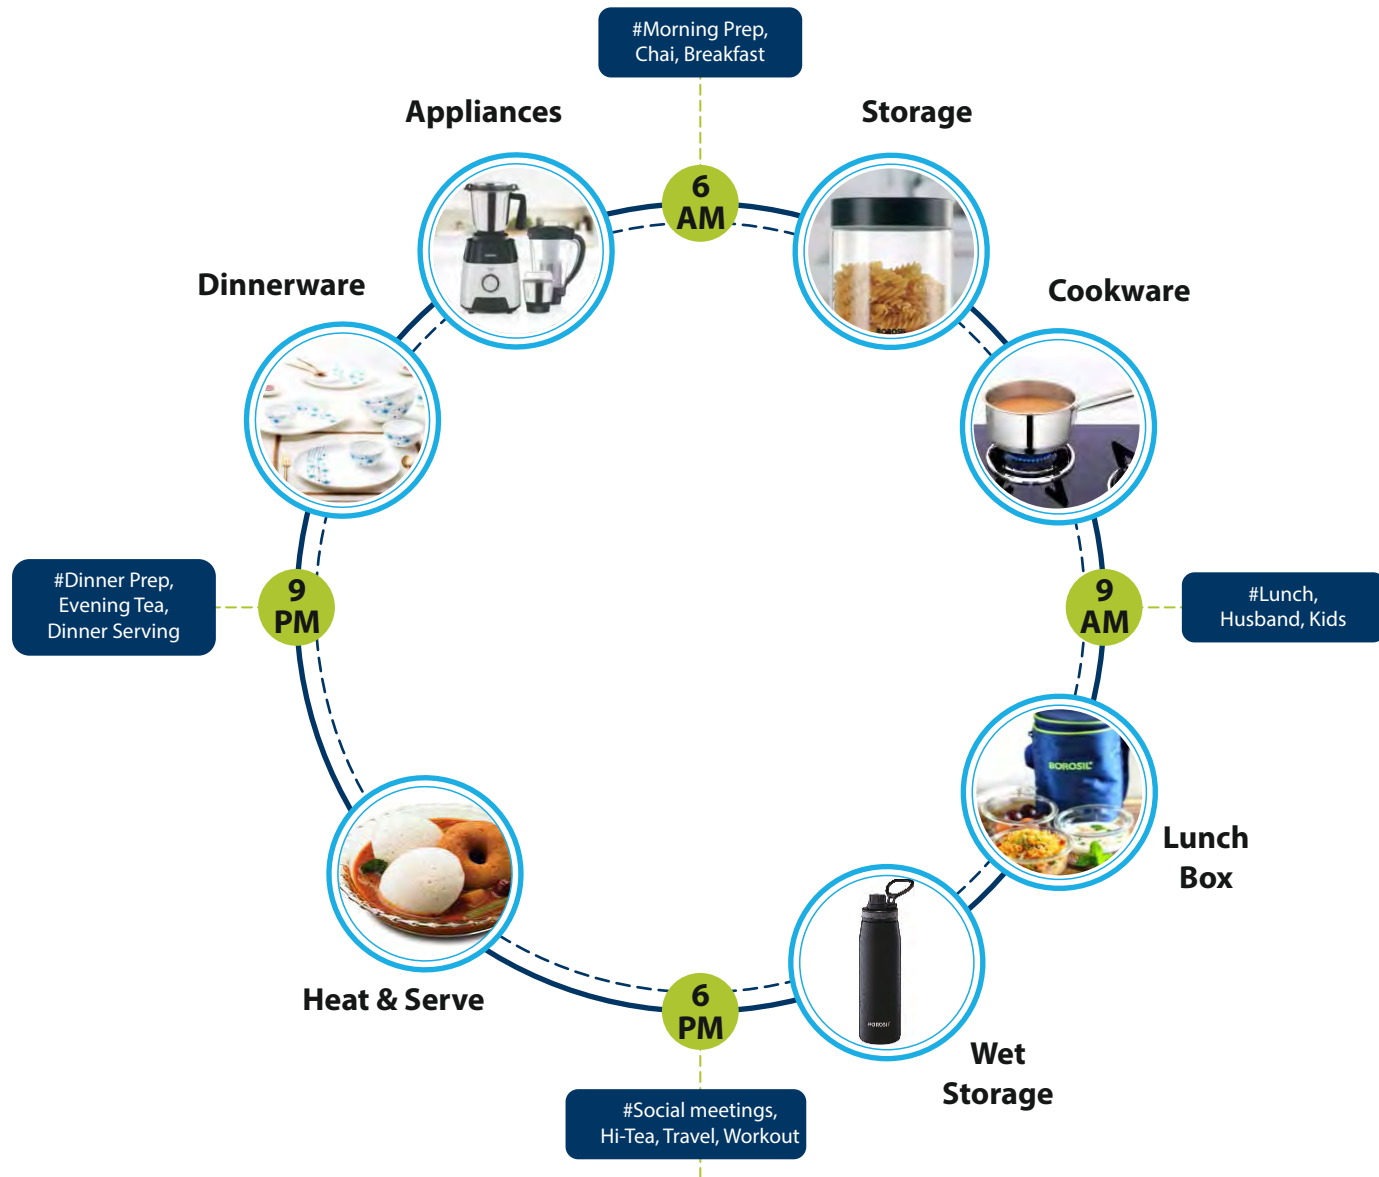 #Morning Prep,
Chai, Breakfast
Appliances
Storage
6
AM
Dinnerware
Cookware
BOROSIL
#Dinner Prep,
Evening Tea,
Dinner Serving
9
PM
9
AM
#Lunch,
Husband, Kids
BOROSIL
Lunch
Box
Heat & Serve
6
PM
BOROSIL
Wet
Storage
#Social meetings,
Hi-Tea, Travel, Workout